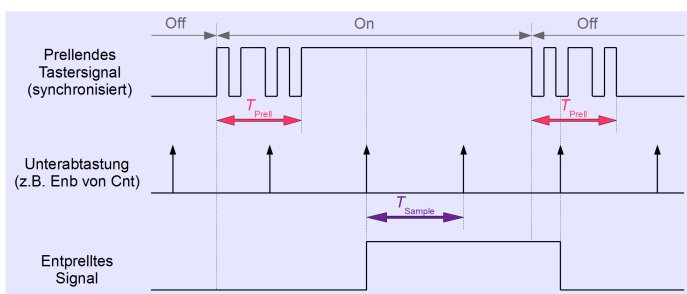 Off
On
Off
Prellendes
Tastersignal
(synchronisiert)
TPrell
TPrell
Unterabtastung
(z.B. Enb von Cnt)
TSample
Entprelltes
Signal